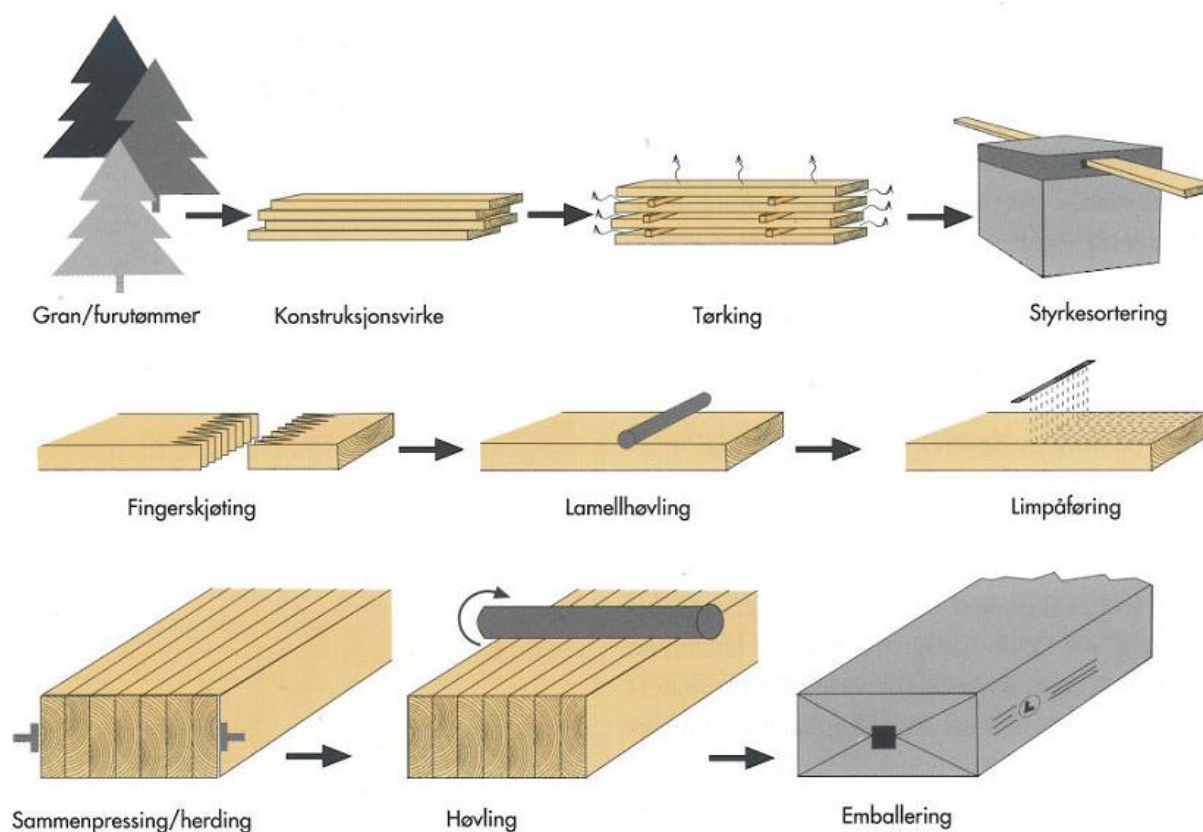 Gran/furutømmer
Konstruksjonsvirke
Tørking
Styrkesortering
Fingerskjøting
Lamellhøvling
Limpåføring
Sammenpressing/herding
Høvling
Emballering